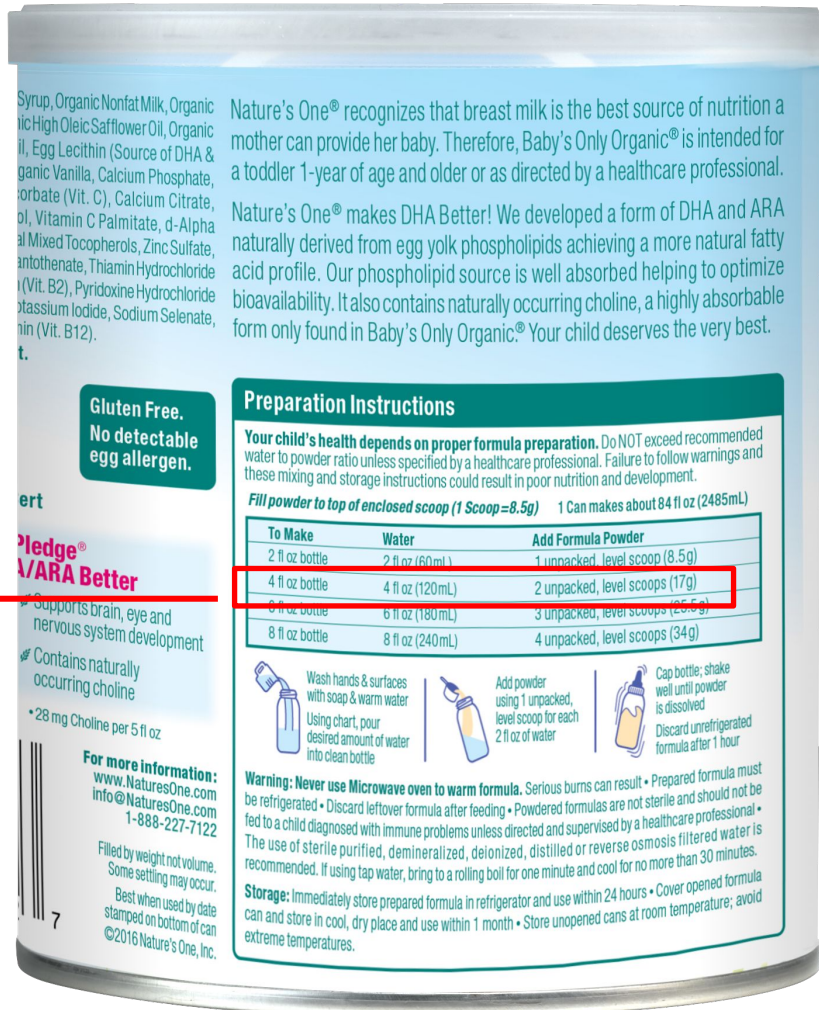 Syrup, Organic Nonfat Milk, Organic
High Oleic Safflower Oil, Organic
Egg Lecithin (Source of DHA &
Vanilla, Calcium Phosphate,
(Vit. C), Calcium Citrate,
Vitamin C Palmitate, d-Alpha
Mixed Tocopherols, Zinc Sulfate,
Thiamin Hydrochloride
(Vit. B2), Pyridoxine Hydrochloride
Iodide, Sodium Selenate,
(Vit. B12).
t.
Gluten Free.
No detectable
egg allergen.
ert
Pledge®
A/ARA Better
Supports brain, eye and
nervous system development
Contains naturally
occurring choline
• 28 mg Choline per 5 fl oz
For more information:
www.NaturesOne.com
info@NaturesOne.com
1-888-227-7122
Filled by weight not volume.
Some settling may occur.
Best when used by date
stamped on bottom of can
©2016 Nature's One, Inc.
7
Nature's One® recognizes that breast milk is the best source of nutrition a
mother can provide her baby. Therefore, Baby's Only Organic® is intended for
a toddler 1-year of age and older or as directed by a healthcare professional.
Nature's One® makes DHA Better! We developed a form of DHA and ARA
naturally derived from egg yolk phospholipids achieving a more natural fatty
acid profile. Our phospholipid source is well absorbed helping to optimize
bioavailability. It also contains naturally occurring choline, a highly absorbable
form only found in Baby's Only Organic.® Your child deserves the very best.
Preparation Instructions
Your child's health depends on proper formula preparation. Do NOT exceed recommended
water to powder ratio unless specified by a healthcare professional. Failure to follow warnings and
these mixing and storage instructions could result in poor nutrition and development.
Fill powder to top of enclosed scoop (1 Scoop=8.5g) 1 Can makes about 84 fl oz (2485mL)
To Make Water Add Formula Powder
2 fl oz bottle 2 fl oz (60mL) 1 unpacked, level scoop (8.5g)
4 fl oz bottle 4 fl oz (120mL) 2 unpacked, level scoops (17g)
6 fl oz bottle 6 fl oz (180mL) 3 unpacked, level scoops (25.5g)
8 fl oz bottle 8 fl oz (240mL) 4 unpacked, level scoops (34g)
Wash hands & surfaces
with soap & warm water
Using chart, pour
desired amount of water
into clean bottle
Add powder
using 1 unpacked,
level scoop for each
2 fl oz of water
Cap bottle; shake
well until powder
is dissolved
Discard unrefrigerated
formula after 1 hour
Warning: Never use Microwave oven to warm formula. Serious burns can result • Prepared formula must
be refrigerated • Discard leftover formula after feeding • Powdered formulas are not sterile and should not be
fed to a child diagnosed with immune problems unless directed and supervised by a healthcare professional •
The use of sterile purified, demineralized, deionized, distilled or reverse osmosis filtered water is
recommended. If using tap water, bring to a rolling boil for one minute and cool for no more than 30 minutes.
Storage: Immediately store prepared formula in refrigerator and use within 24 hours • Cover opened formula
can and store in cool, dry place and use within 1 month • Store unopened cans at room temperature; avoid
extreme temperatures.